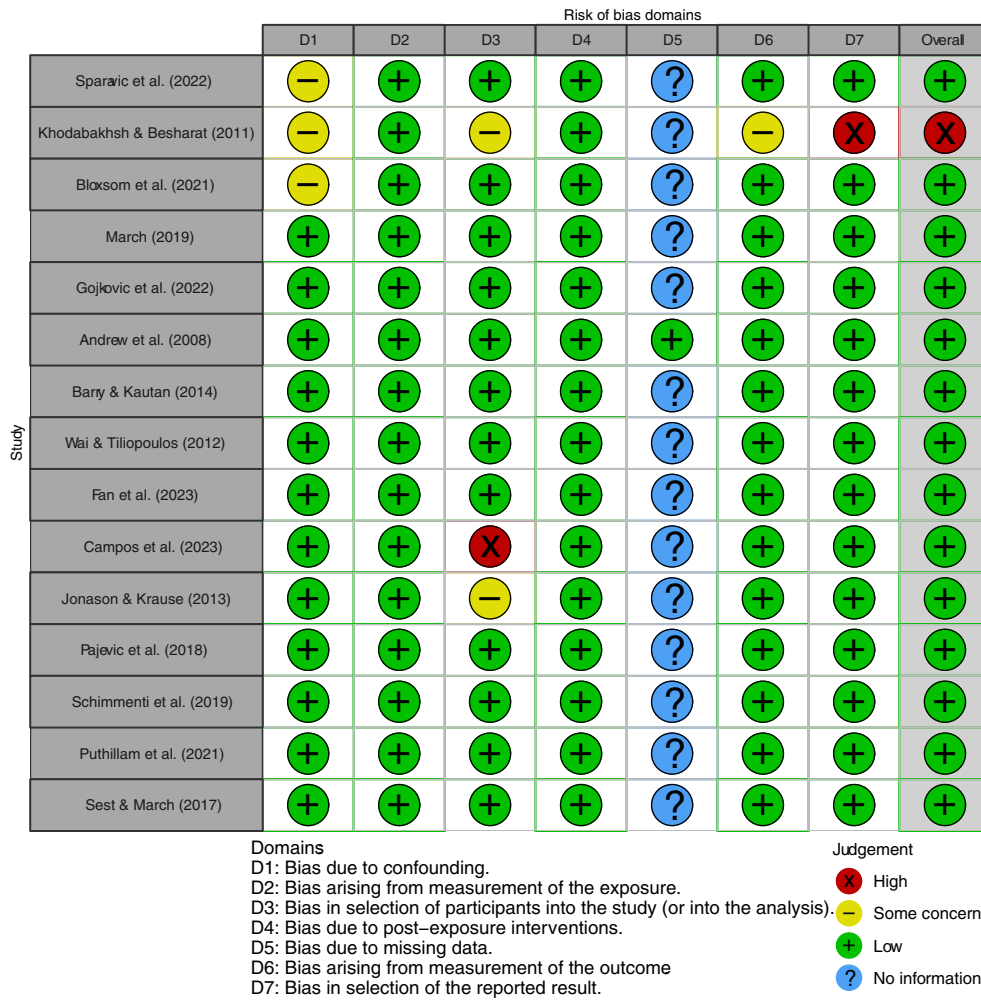 Risk of bias domains
D1 D2 D3 D4 D5 D6 D7 Overall
Study
Sparavic et al. (2022) − + + + ? + + +
Khodabakhsh & Besharat (2011) − + − + ? − X X
Bloxsom et al. (2021) − + + + ? + + +
March (2019) + + + + ? + + +
Gojkovic et al. (2022) + + + + ? + + +
Andrew et al. (2008) + + + + + + + +
Barry & Kautan (2014) + + + + ? + + +
Wai & Tiliopoulos (2012) + + + + ? + + +
Fan et al. (2023) + + + + ? + + +
Campos et al. (2023) + + X + ? + + +
Jonason & Krause (2013) + + − + ? + + +
Pajevic et al. (2018) + + + + ? + + +
Schimmenti et al. (2019) + + + + ? + + +
Puthillam et al. (2021) + + + + ? + + +
Sest & March (2017) + + + + ? + + +
Domains
D1: Bias due to confounding.
D2: Bias arising from measurement of the exposure.
D3: Bias in selection of participants into the study (or into the analysis).
D4: Bias due to post−exposure interventions.
D5: Bias due to missing data.
D6: Bias arising from measurement of the outcome
D7: Bias in selection of the reported result.
Judgement
X High
− Some concern
+ Low
? No information